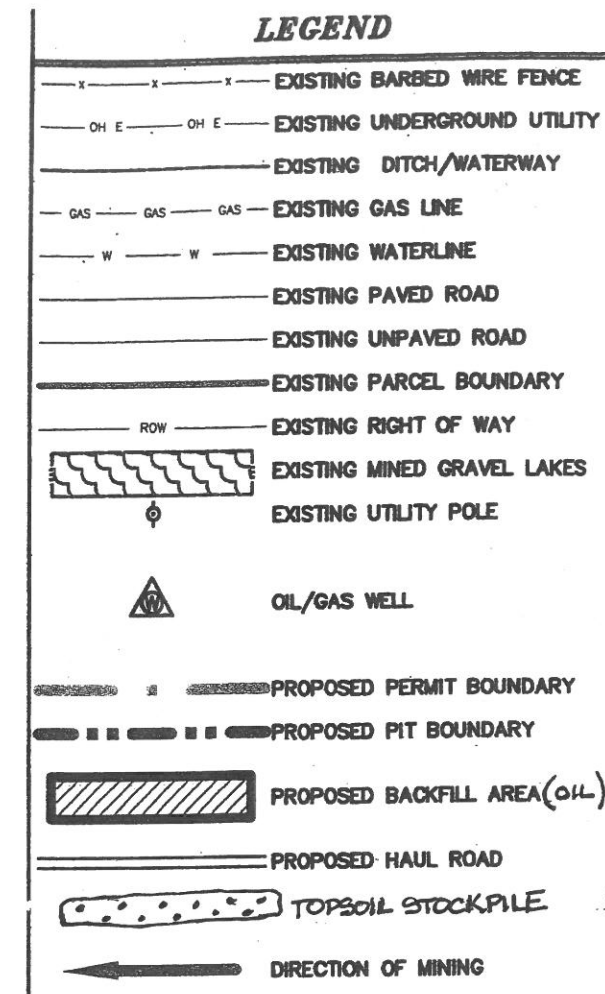 LEGEND
x x x EXISTING BARBED WIRE FENCE
OH E OH E EXISTING UNDERGROUND UTILITY
EXISTING DITCH/WATERWAY
GAS GAS GAS EXISTING GAS LINE
W W EXISTING WATERLINE
EXISTING PAVED ROAD
EXISTING UNPAVED ROAD
EXISTING PARCEL BOUNDARY
ROW EXISTING RIGHT OF WAY
EXISTING MINED GRAVEL LAKES
EXISTING UTILITY POLE
W OIL/GAS WELL
PROPOSED PERMIT BOUNDARY
PROPOSED PIT BOUNDARY
PROPOSED BACKFILL AREA (OIL)
PROPOSED HAUL ROAD
TOPSOIL STOCKPILE
DIRECTION OF MINING